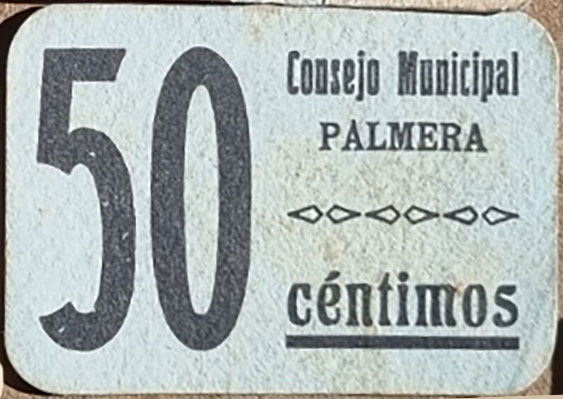 50
Consejo Municipal
PALMERA
céntimos